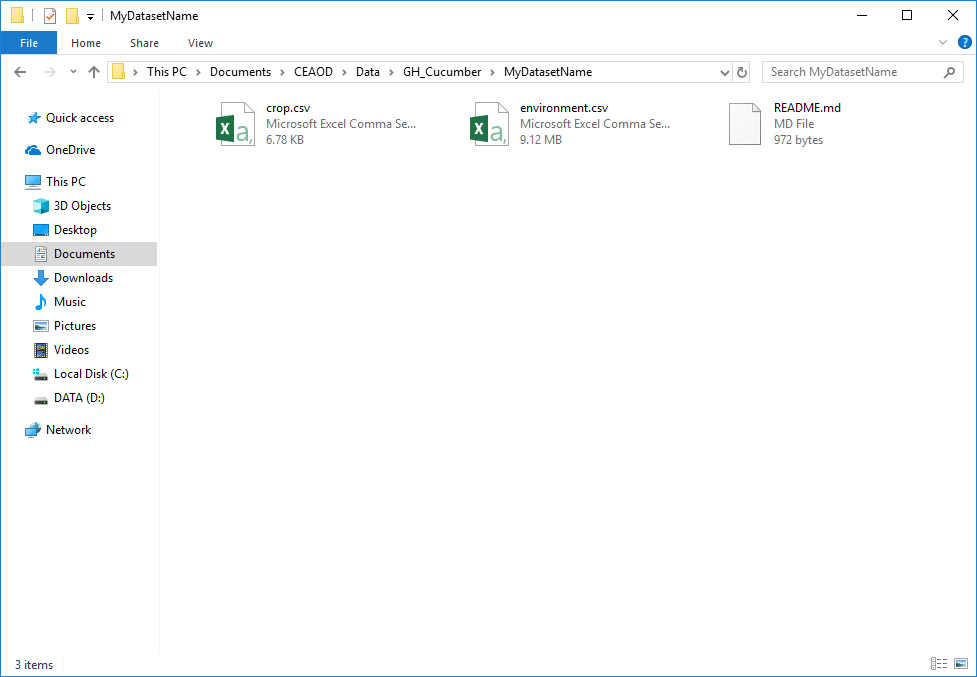 MyDatasetName
File Home Share View
This PC Documents CEAOD Data GH_Cucumber MyDatasetName Search MyDatasetName
Quick access
OneDrive
This PC
3D Objects
Desktop
Documents
Downloads
Music
Pictures
Videos
Local Disk (C:)
DATA (D:)
Network
crop.csv
Microsoft Excel Comma Se...
6.78 KB
environment.csv
Microsoft Excel Comma Se...
9.12 MB
README.md
MD File
972 bytes
3 items